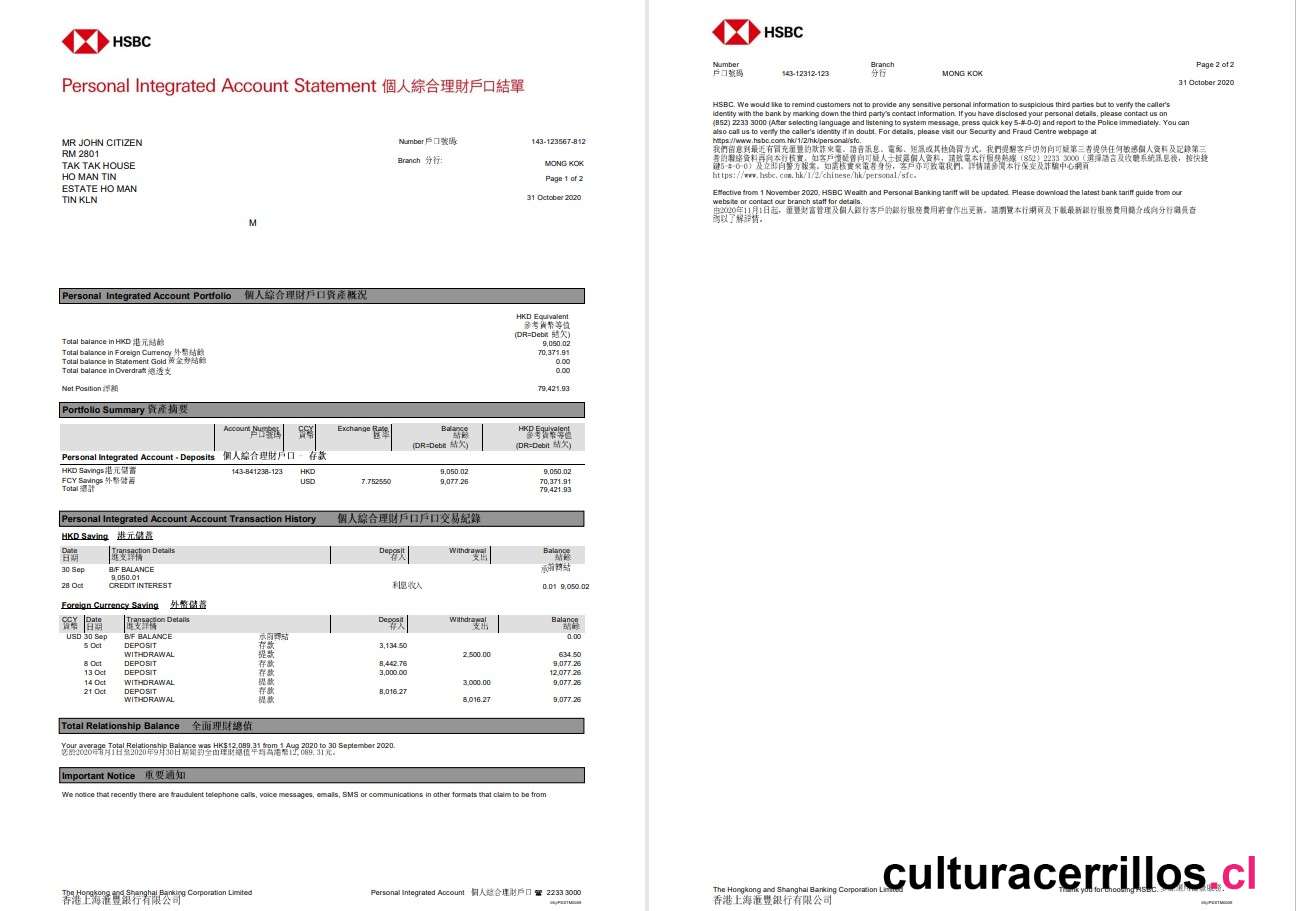 HSBC
Personal Integrated Account Statement 個人綜合理財戶口結單
MR JOHN CITIZEN
RM 2801
TAK TAK HOUSE
HO MAN TIN
ESTATE HO MAN
TIN KLN
M
Number 戶口號碼: 143-123567-812
Branch 分行: MONG KOK
Page 1 of 2
31 October 2020
Personal Integrated Account Portfolio 個人綜合理財戶口資產概況
HKD Equivalent
參考貨幣等值
(DR=Debit 結欠)
Total balance in HKD 港元結餘 9,050.02
Total balance in Foreign Currency 外幣結餘 70,371.91
Total balance in Statement Gold 黃金券結餘 0.00
Total balance in Overdraft 透支 0.00
Net Position 淨額 79,421.93
Portfolio Summary 資產摘要
Account Number CCY Exchange Rate Balance HKD Equivalent
戶口號碼 貨幣 匯率 結餘 參考貨幣等值
(DR=Debit 結欠) (DR=Debit 結欠)
Personal Integrated Account - Deposits 個人綜合理財戶口 - 存款
HKD Savings 港元儲蓄 143-841238-123 HKD 9,050.02 9,050.02
FCY Savings 外幣儲蓄 USD 7.752550 9,077.26 70,371.91
Total 總計 79,421.93
Personal Integrated Account Account Transaction History 個人綜合理財戶口戶口交易紀錄
HKD Saving 港元儲蓄
Date Transaction Details Deposit Withdrawal Balance
日期 進支詳情 存入 支出 結餘
30 Sep B/F BALANCE 承前轉結
9,050.01
28 Oct CREDIT INTEREST 利息收入 0.01 9,050.02
Foreign Currency Saving 外幣儲蓄
CCY Date Transaction Details Deposit Withdrawal Balance
貨幣 日期 進支詳情 存入 支出 結餘
USD 30 Sep B/F BALANCE 承前轉結 0.00
5 Oct DEPOSIT 存款 3,134.50
WITHDRAWAL 提款 2,500.00 634.50
8 Oct DEPOSIT 存款 8,442.76 9,077.26
13 Oct DEPOSIT 存款 3,000.00 12,077.26
14 Oct WITHDRAWAL 提款 3,000.00 9,077.26
21 Oct DEPOSIT 存款 8,016.27
WITHDRAWAL 提款 8,016.27 9,077.26
Total Relationship Balance 全面理財總值
Your average Total Relationship Balance was HK$12,089.31 from 1 Aug 2020 to 30 September 2020.
您於2020年8月1日至2020年9月30日期間的全面理財總值平均為港幣12,089.31元。
Important Notice 重要通知
We notice that recently there are fraudulent telephone calls, voice messages, emails, SMS or communications in other formats that claim to be from
The Hongkong and Shanghai Banking Corporation Limited Personal Integrated Account 個人綜合理財戶口 ☎ 2233 3000
香港上海滙豐銀行有限公司
HSBC
Number Branch Page 2 of 2
戶口號碼 143-12312-123 分行 MONG KOK
31 October 2020
HSBC. We would like to remind customers not to provide any sensitive personal information to suspicious third parties but to verify the caller's
identity with the bank by marking down the third party's contact information. If you have disclosed your personal details, please contact us on
(852) 2233 3000 (After selecting language and listening to system message, press quick key 5-#-0-0) and report to the Police immediately. You can
also call us to verify the caller's identity if in doubt. For details, please visit our Security and Fraud Centre webpage at
https://www.hsbc.com.hk/1/2/hk/personal/sfc.
我們留意到最近有冒充滙豐的欺詐來電、語音訊息、電郵、短訊或其他偽冒方式。我們提醒客戶切勿向可疑第三者提供任何敏感個人資料及記錄第三
者的聯絡資料再向本行核實。如客戶懷疑曾向可疑人士披露個人資料，請致電本行服務熱線 (852) 2233 3000 (選擇語言及收聽系統訊息後，按快捷
鍵5-#-0-0) 及立即向警方報案。如需核實來電者身份，客戶亦可致電我們。詳情請參閱本行保安及詐騙中心網頁
https://www.hsbc.com.hk/1/2/chinese/hk/personal/sfc。
Effective from 1 November 2020, HSBC Wealth and Personal Banking tariff will be updated. Please download the latest bank tariff guide from our
website or contact our branch staff for details.
由2020年11月1日起，滙豐財富管理及個人銀行客戶的銀行服務費用將會作出更新。請瀏覽本行網頁及下載最新銀行服務費用簡介或向分行職員查
詢以了解詳情。
culturacerrillos.cl
The Hongkong and Shanghai Banking Corporation Limited Thank you for choosing HSBC.
香港上海滙豐銀行有限公司